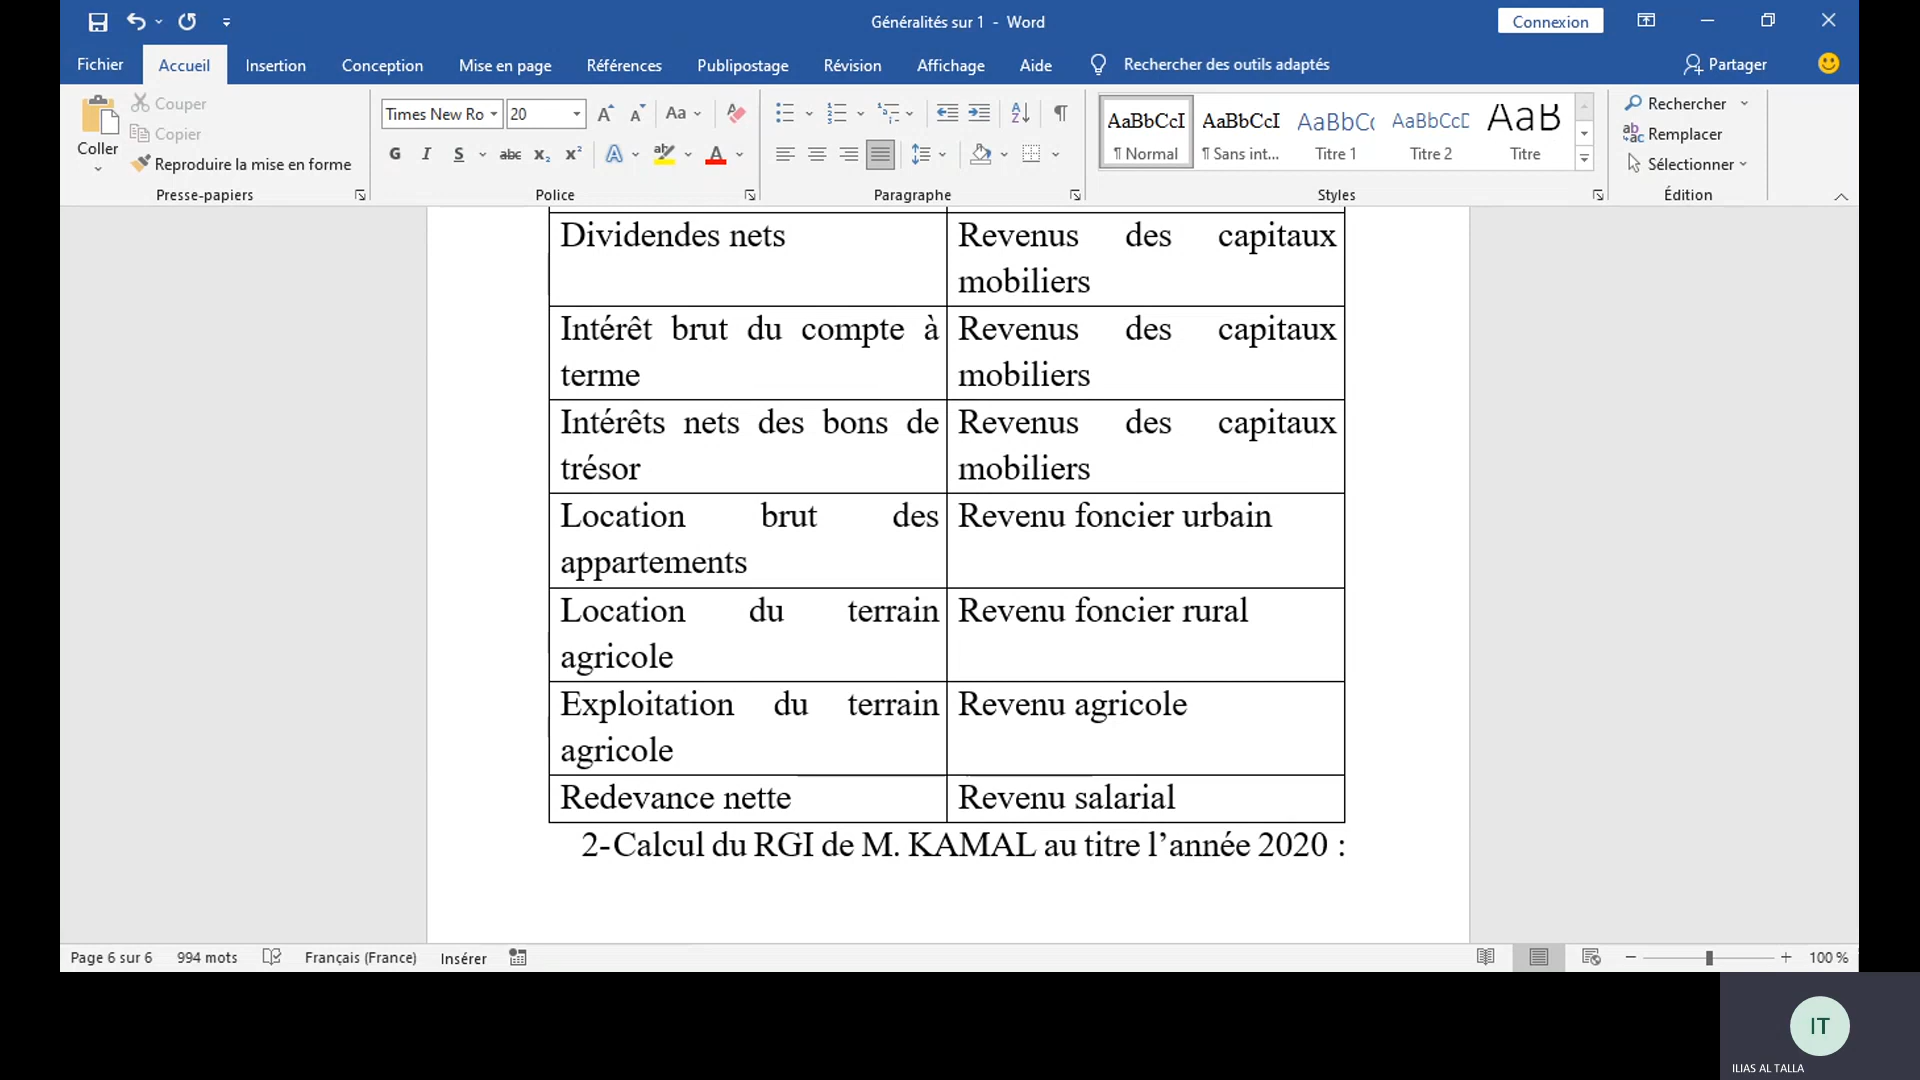 Généralités sur 1 - Word
Connexion
Fichier Accueil Insertion Conception Mise en page Références Publipostage Révision Affichage Aide Rechercher des outils adaptés Partager
Coller
Couper
Copier
Reproduire la mise en forme
Presse-papiers
Times New Ro 20 Aa
G I S abc x₂ x² A A
Police
Paragraphe
AaBbCcI AaBbCcI AaBbCc AaBbCcD AaB
¶ Normal ¶ Sans int... Titre 1 Titre 2 Titre
Styles
Rechercher
Remplacer
Sélectionner
Édition
Dividendes nets
Revenus des capitaux
mobiliers
Intérêt brut du compte à
terme
Revenus des capitaux
mobiliers
Intérêts nets des bons de
trésor
Revenus des capitaux
mobiliers
Location brut des
appartements
Revenu foncier urbain
Location du terrain
agricole
Revenu foncier rural
Exploitation du terrain
agricole
Revenu agricole
Redevance nette
Revenu salarial
2-Calcul du RGI de M. KAMAL au titre l’année 2020 :
Page 6 sur 6 994 mots Français (France) Insérer 100 %
IT
ILIAS AL TALLA